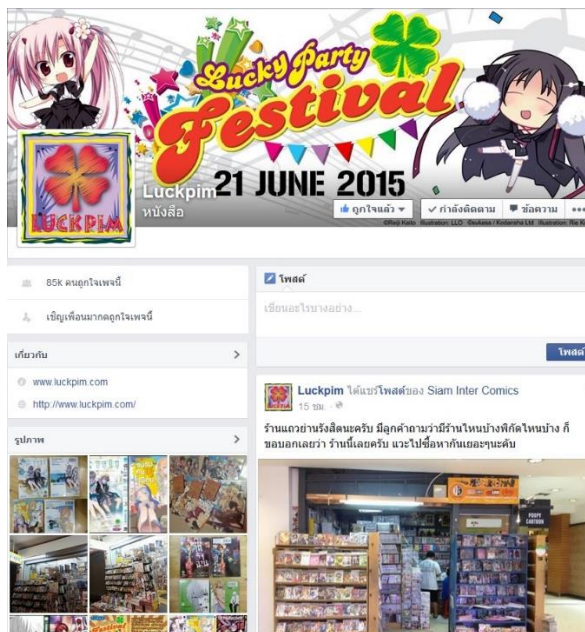 Lucky Party
Festival
21 JUNE 2015
LUCKPIM
Luckpim
หนังสือ
ถูกใจแล้ว
กำลังติดตาม
ข้อความ
85k คนถูกใจเพจนี้
เชิญเพื่อนมากดถูกใจเพจนี้
เกี่ยวกับ
www.luckpim.com
http://www.luckpim.com/
รูปภาพ
โพสต์
เขียนอะไรบางอย่าง...
โพสต์
Luckpim ได้แชร์โพสต์ของ Siam Inter Comics
15 ชม.
ร้านแถวย่านรังสิตนะครับ มีลูกค้าถามว่ามีร้านไหนบ้างพิกัดไหนบ้าง ก็
ขอบอกเลยว่า ร้านนี้เลยครับ แวะไปซื้อหากันเยอะๆนะคับ
POOPY
CARTOON